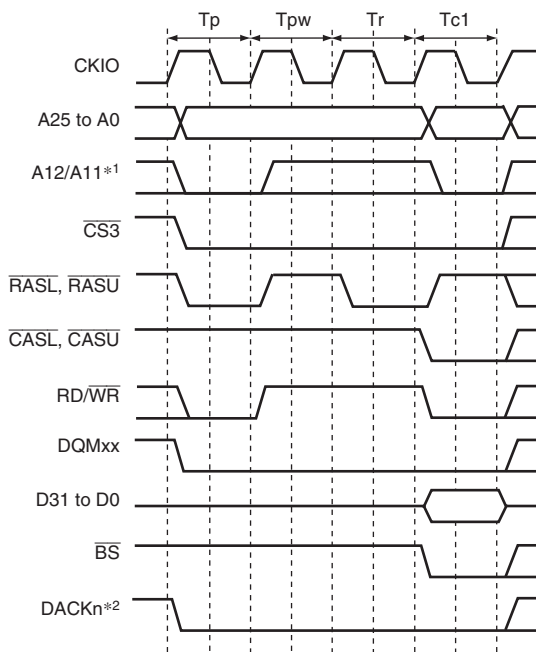 Tp Tpw Tr Tc1
CKIO
A25 to A0
A12/A11*1
CS3
RASL, RASU
CASL, CASU
RD/WR
DQMxx
D31 to D0
BS
DACKn*2